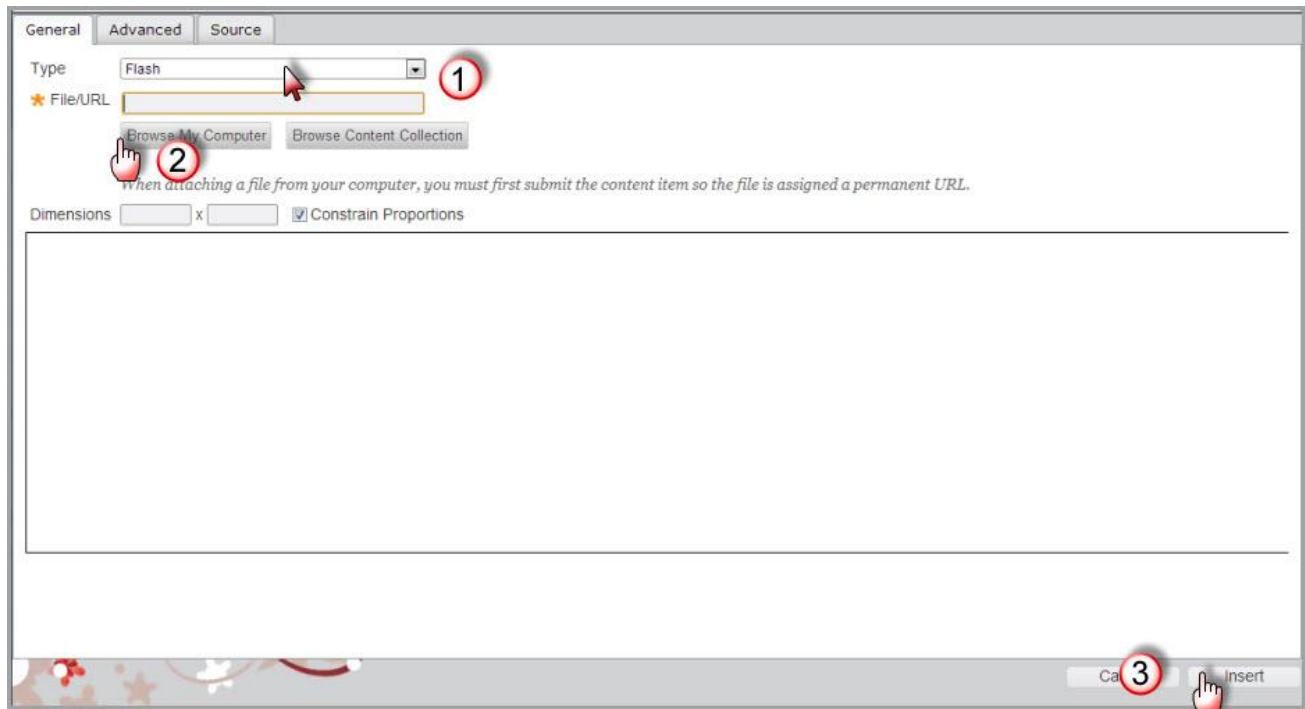 General Advanced Source
Type Flash 1
* File/URL
Browse My Computer Browse Content Collection
2
When attaching a file from your computer, you must first submit the content item so the file is assigned a permanent URL.
Dimensions x Constrain Proportions
Ca 3 Insert